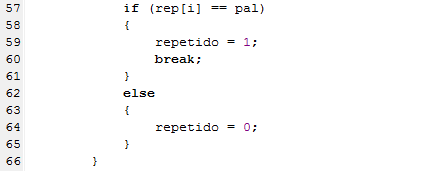 57 if (rep[i] == pal)
58 {
59 repetido = 1;
60 break;
61 }
62 else
63 {
64 repetido = 0;
65 }
66 }